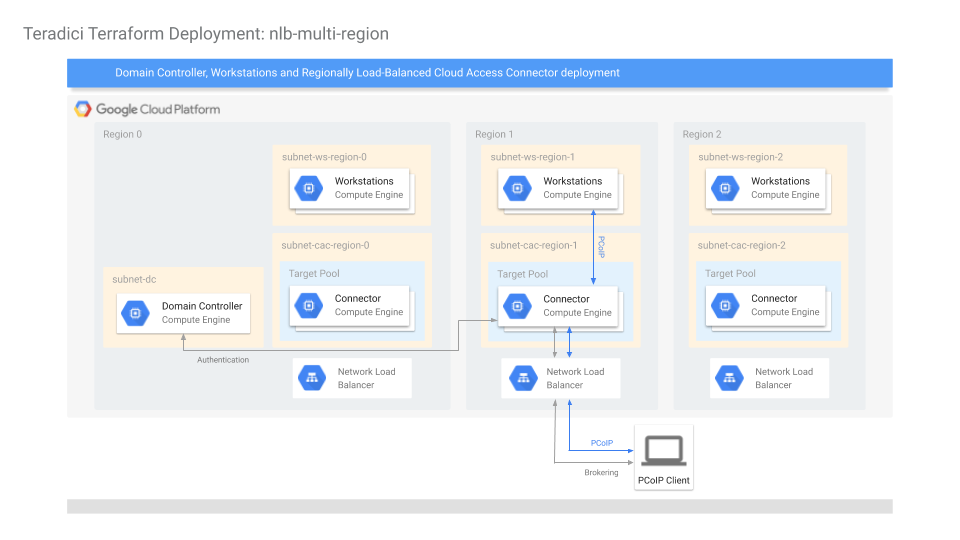 Teradici Terraform Deployment: nlb-multi-region
Domain Controller, Workstations and Regionally Load-Balanced Cloud Access Connector deployment
Google Cloud Platform
Region 0
subnet-ws-region-0
Workstations
Compute Engine
subnet-cac-region-0
Target Pool
Connector
Compute Engine
subnet-dc
Domain Controller
Compute Engine
Authentication
Network Load
Balancer
Region 1
subnet-ws-region-1
Workstations
Compute Engine
PCoIP
subnet-cac-region-1
Target Pool
Connector
Compute Engine
Network Load
Balancer
Region 2
subnet-ws-region-2
Workstations
Compute Engine
subnet-cac-region-2
Target Pool
Connector
Compute Engine
Network Load
Balancer
PCoIP
Brokering
PCoIP Client